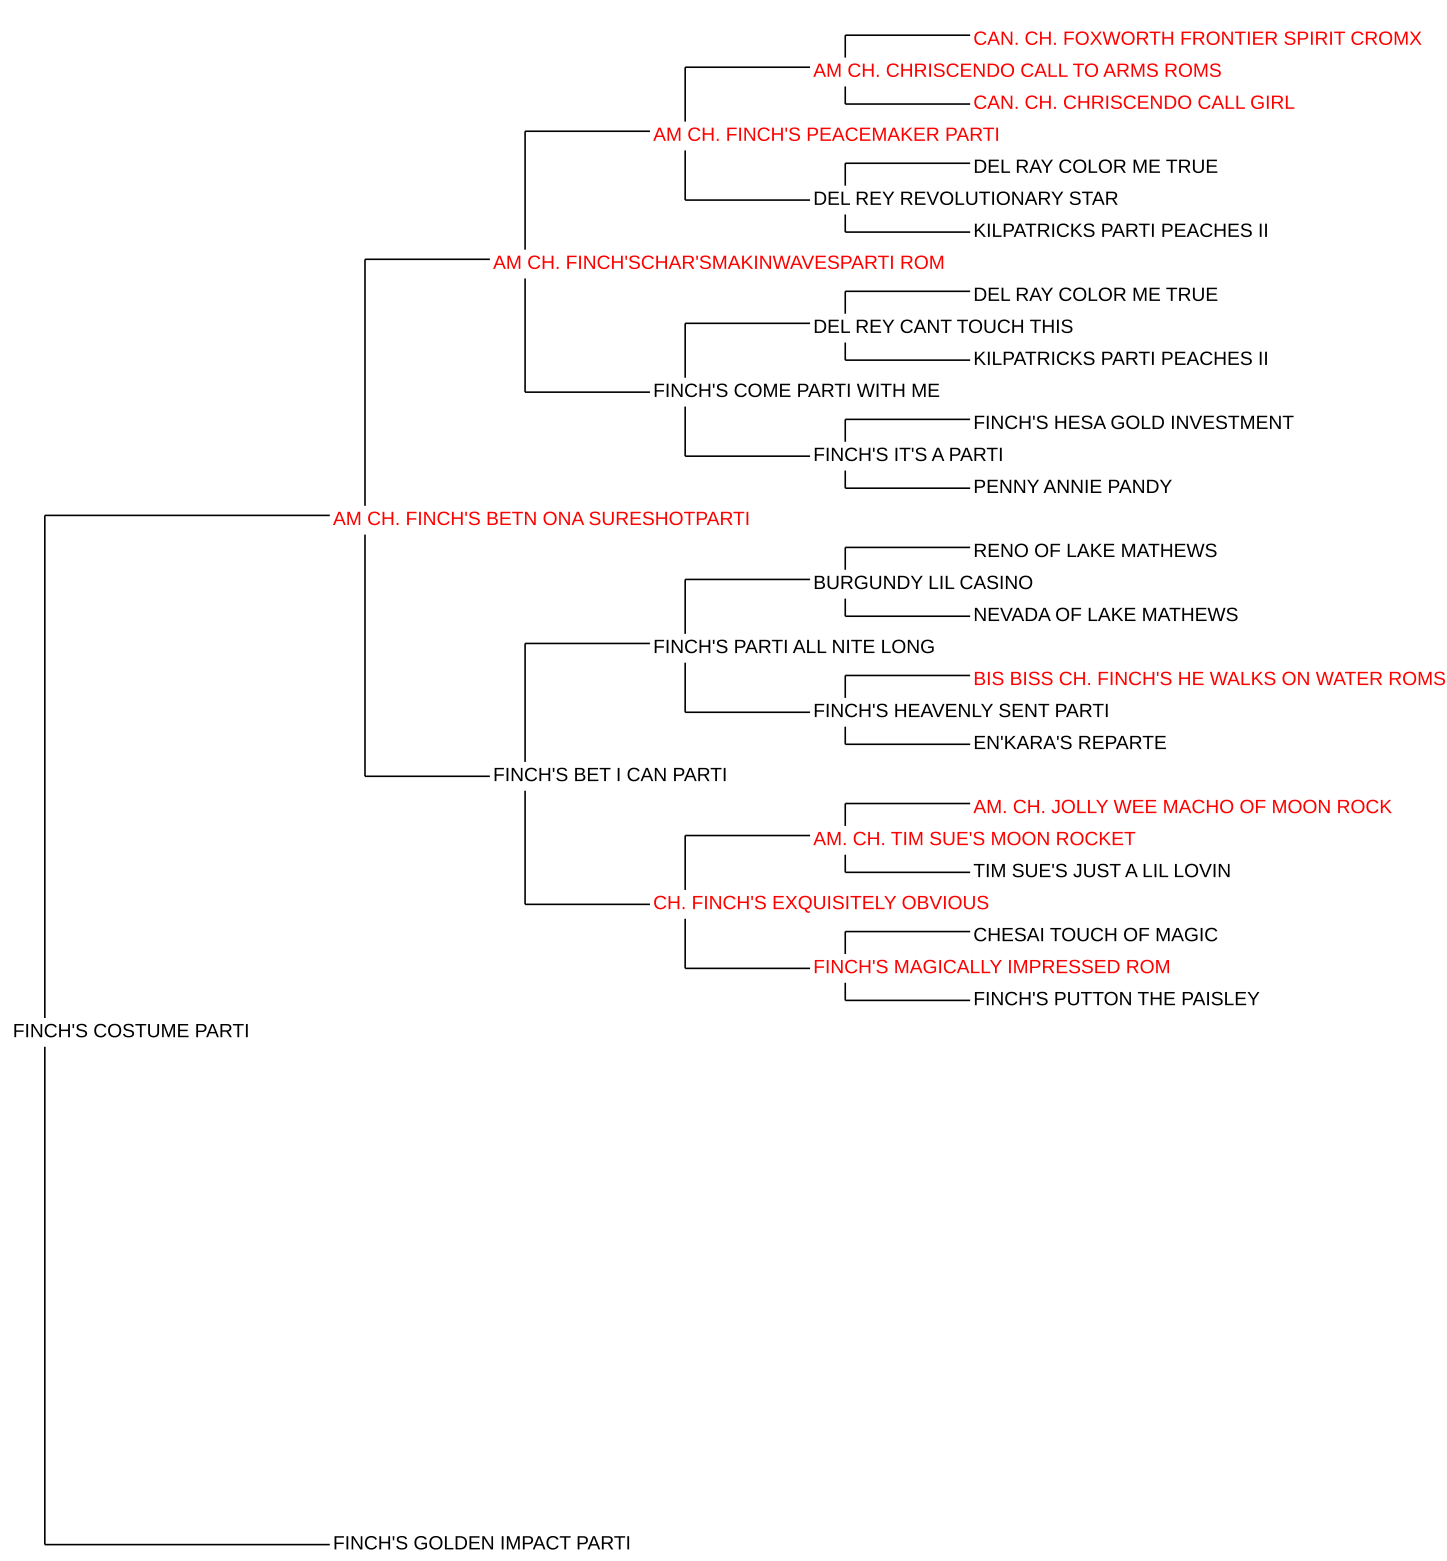 CAN. CH. FOXWORTH FRONTIER SPIRIT CROMX
AM CH. CHRISCENDO CALL TO ARMS ROMS
CAN. CH. CHRISCENDO CALL GIRL
AM CH. FINCH'S PEACEMAKER PARTI
DEL RAY COLOR ME TRUE
DEL REY REVOLUTIONARY STAR
KILPATRICKS PARTI PEACHES II
AM CH. FINCH'SCHAR'SMAKINWAVESPARTI ROM
DEL RAY COLOR ME TRUE
DEL REY CANT TOUCH THIS
KILPATRICKS PARTI PEACHES II
FINCH'S COME PARTI WITH ME
FINCH'S HESA GOLD INVESTMENT
FINCH'S IT'S A PARTI
PENNY ANNIE PANDY
AM CH. FINCH'S BETN ONA SURESHOTPARTI
RENO OF LAKE MATHEWS
BURGUNDY LIL CASINO
NEVADA OF LAKE MATHEWS
FINCH'S PARTI ALL NITE LONG
BIS BISS CH. FINCH'S HE WALKS ON WATER ROMS
FINCH'S HEAVENLY SENT PARTI
EN'KARA'S REPARTE
FINCH'S BET I CAN PARTI
AM. CH. JOLLY WEE MACHO OF MOON ROCK
AM. CH. TIM SUE'S MOON ROCKET
TIM SUE'S JUST A LIL LOVIN
CH. FINCH'S EXQUISITELY OBVIOUS
CHESAI TOUCH OF MAGIC
FINCH'S MAGICALLY IMPRESSED ROM
FINCH'S PUTTON THE PAISLEY
FINCH'S COSTUME PARTI
FINCH'S GOLDEN IMPACT PARTI